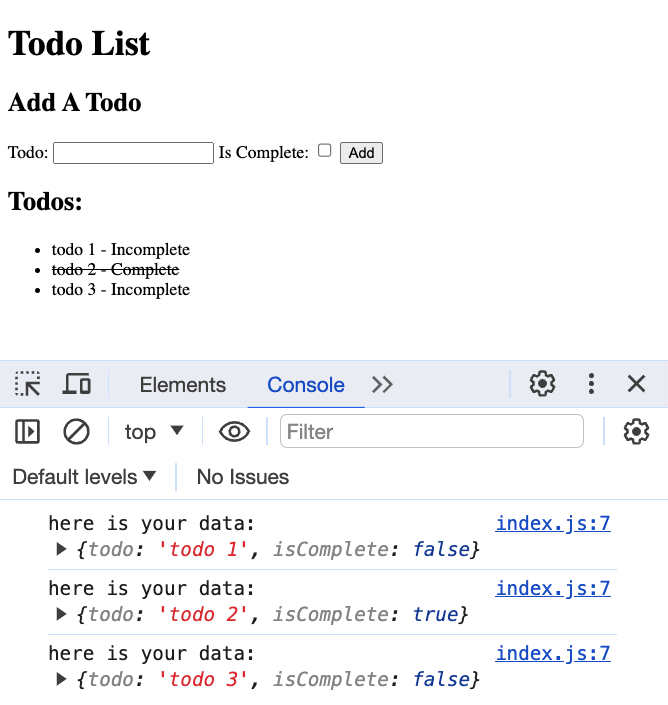 Todo List
Add A Todo
Todo: Is Complete: Add
Todos:
• todo 1 - Incomplete
• todo 2 - Complete
• todo 3 - Incomplete
Elements Console
top Filter
Default levels No Issues
here is your data: index.js:7
{todo: 'todo 1', isComplete: false}
here is your data: index.js:7
{todo: 'todo 2', isComplete: true}
here is your data: index.js:7
{todo: 'todo 3', isComplete: false}